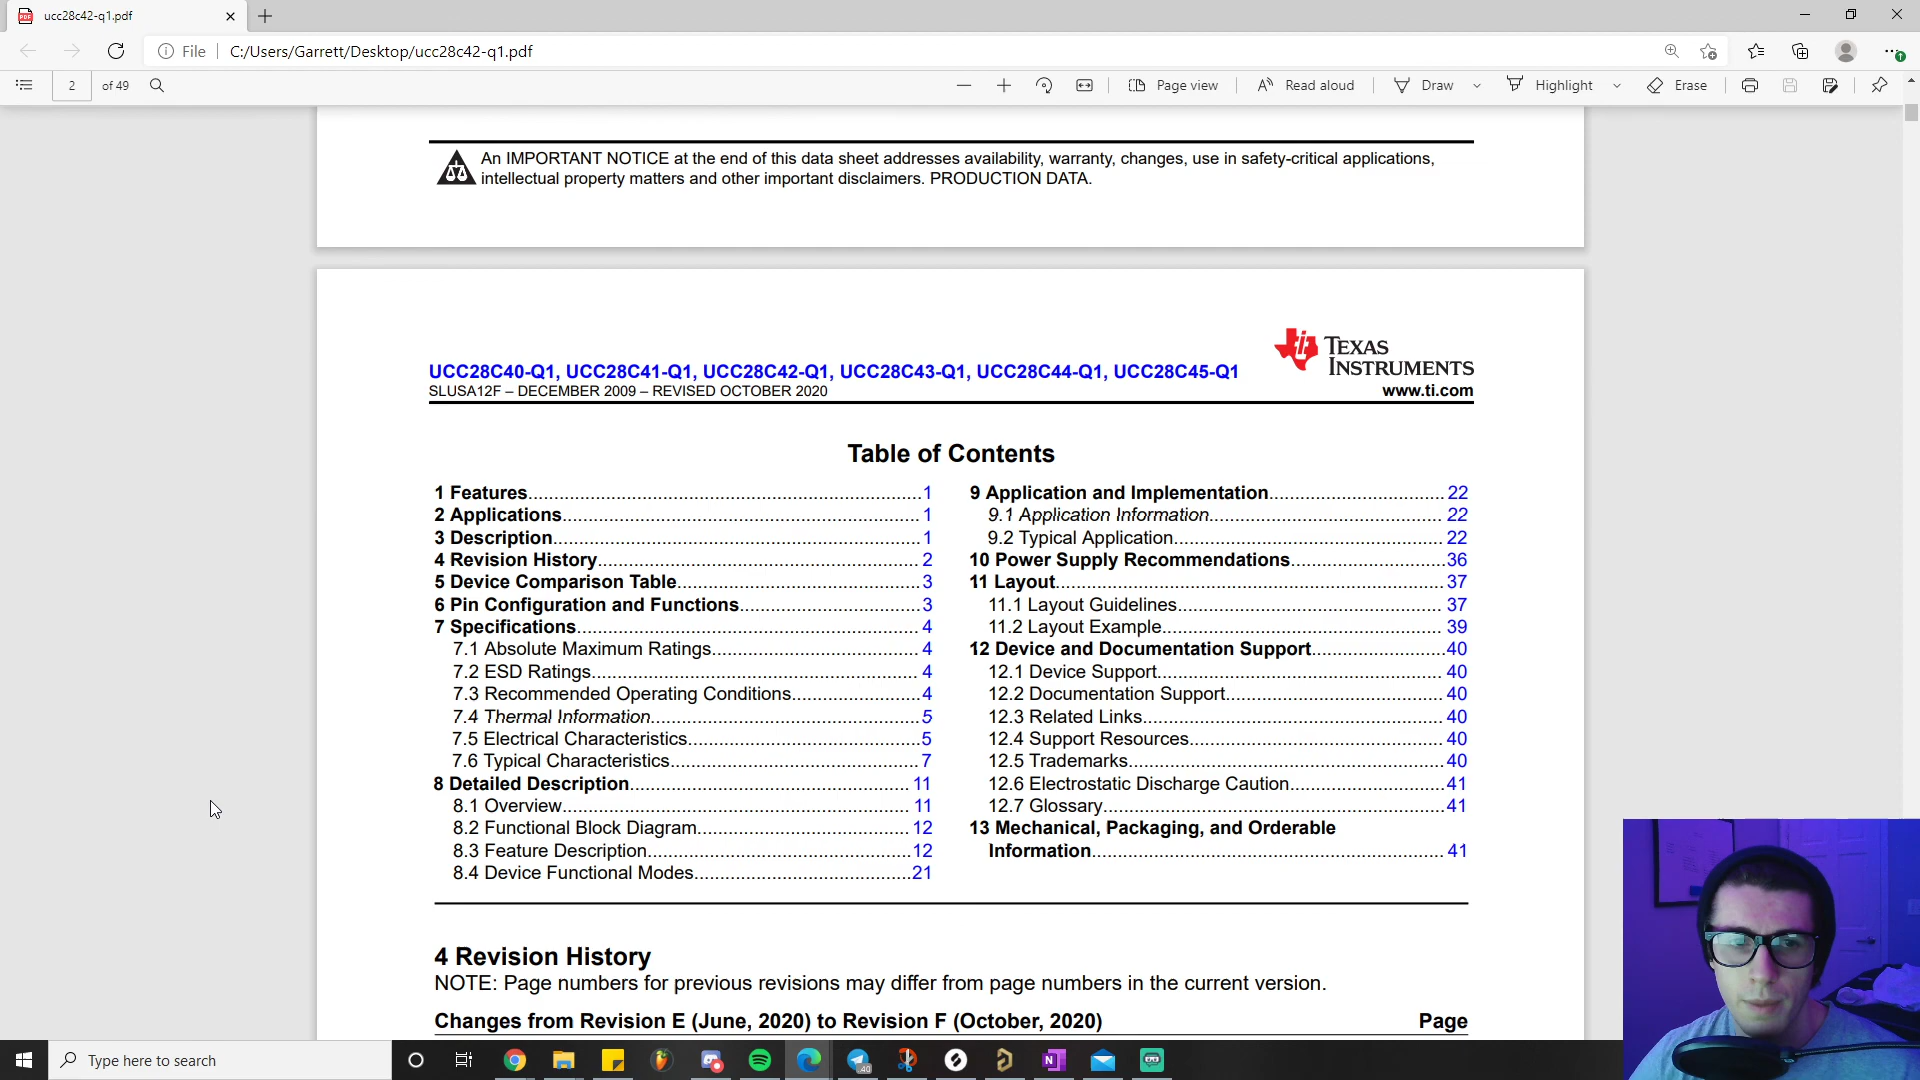 ucc28c42-q1.pdf
File C:/Users/Garrett/Desktop/ucc28c42-q1.pdf
2 of 49 Page view Read aloud Draw Highlight Erase
An IMPORTANT NOTICE at the end of this data sheet addresses availability, warranty, changes, use in safety-critical applications,
intellectual property matters and other important disclaimers. PRODUCTION DATA.
TEXAS
INSTRUMENTS
UCC28C40-Q1, UCC28C41-Q1, UCC28C42-Q1, UCC28C43-Q1, UCC28C44-Q1, UCC28C45-Q1
SLUSA12F – DECEMBER 2009 – REVISED OCTOBER 2020
www.ti.com
Table of Contents
1 Features 1
2 Applications 1
3 Description 1
4 Revision History 2
5 Device Comparison Table 3
6 Pin Configuration and Functions 3
7 Specifications 4
7.1 Absolute Maximum Ratings 4
7.2 ESD Ratings 4
7.3 Recommended Operating Conditions 4
7.4 Thermal Information 5
7.5 Electrical Characteristics 5
7.6 Typical Characteristics 7
8 Detailed Description 11
8.1 Overview 11
8.2 Functional Block Diagram 12
8.3 Feature Description 12
8.4 Device Functional Modes 21
9 Application and Implementation 22
9.1 Application Information 22
9.2 Typical Application 22
10 Power Supply Recommendations 36
11 Layout 37
11.1 Layout Guidelines 37
11.2 Layout Example 39
12 Device and Documentation Support 40
12.1 Device Support 40
12.2 Documentation Support 40
12.3 Related Links 40
12.4 Support Resources 40
12.5 Trademarks 40
12.6 Electrostatic Discharge Caution 41
12.7 Glossary 41
13 Mechanical, Packaging, and Orderable
Information 41
4 Revision History
NOTE: Page numbers for previous revisions may differ from page numbers in the current version.
Changes from Revision E (June, 2020) to Revision F (October, 2020) Page
Type here to search